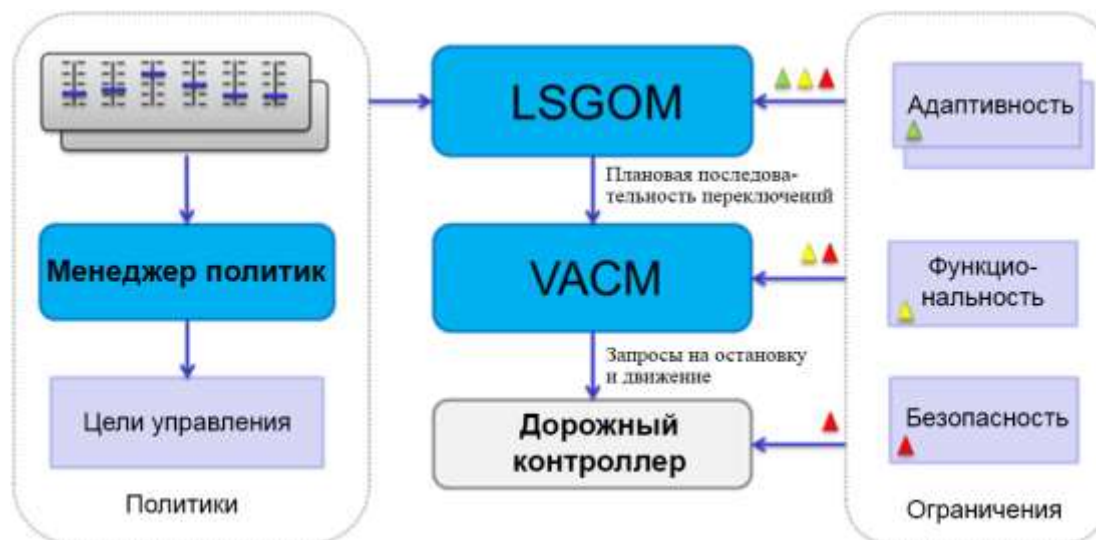 Менеджер политик
Цели управления
Политики
LSGOM
Плановая последова-
тельность переключений
VACM
Запросы на остановку
и движение
Дорожный
контроллер
Адаптивность
Функцио-
нальность
Безопасность
Ограничения